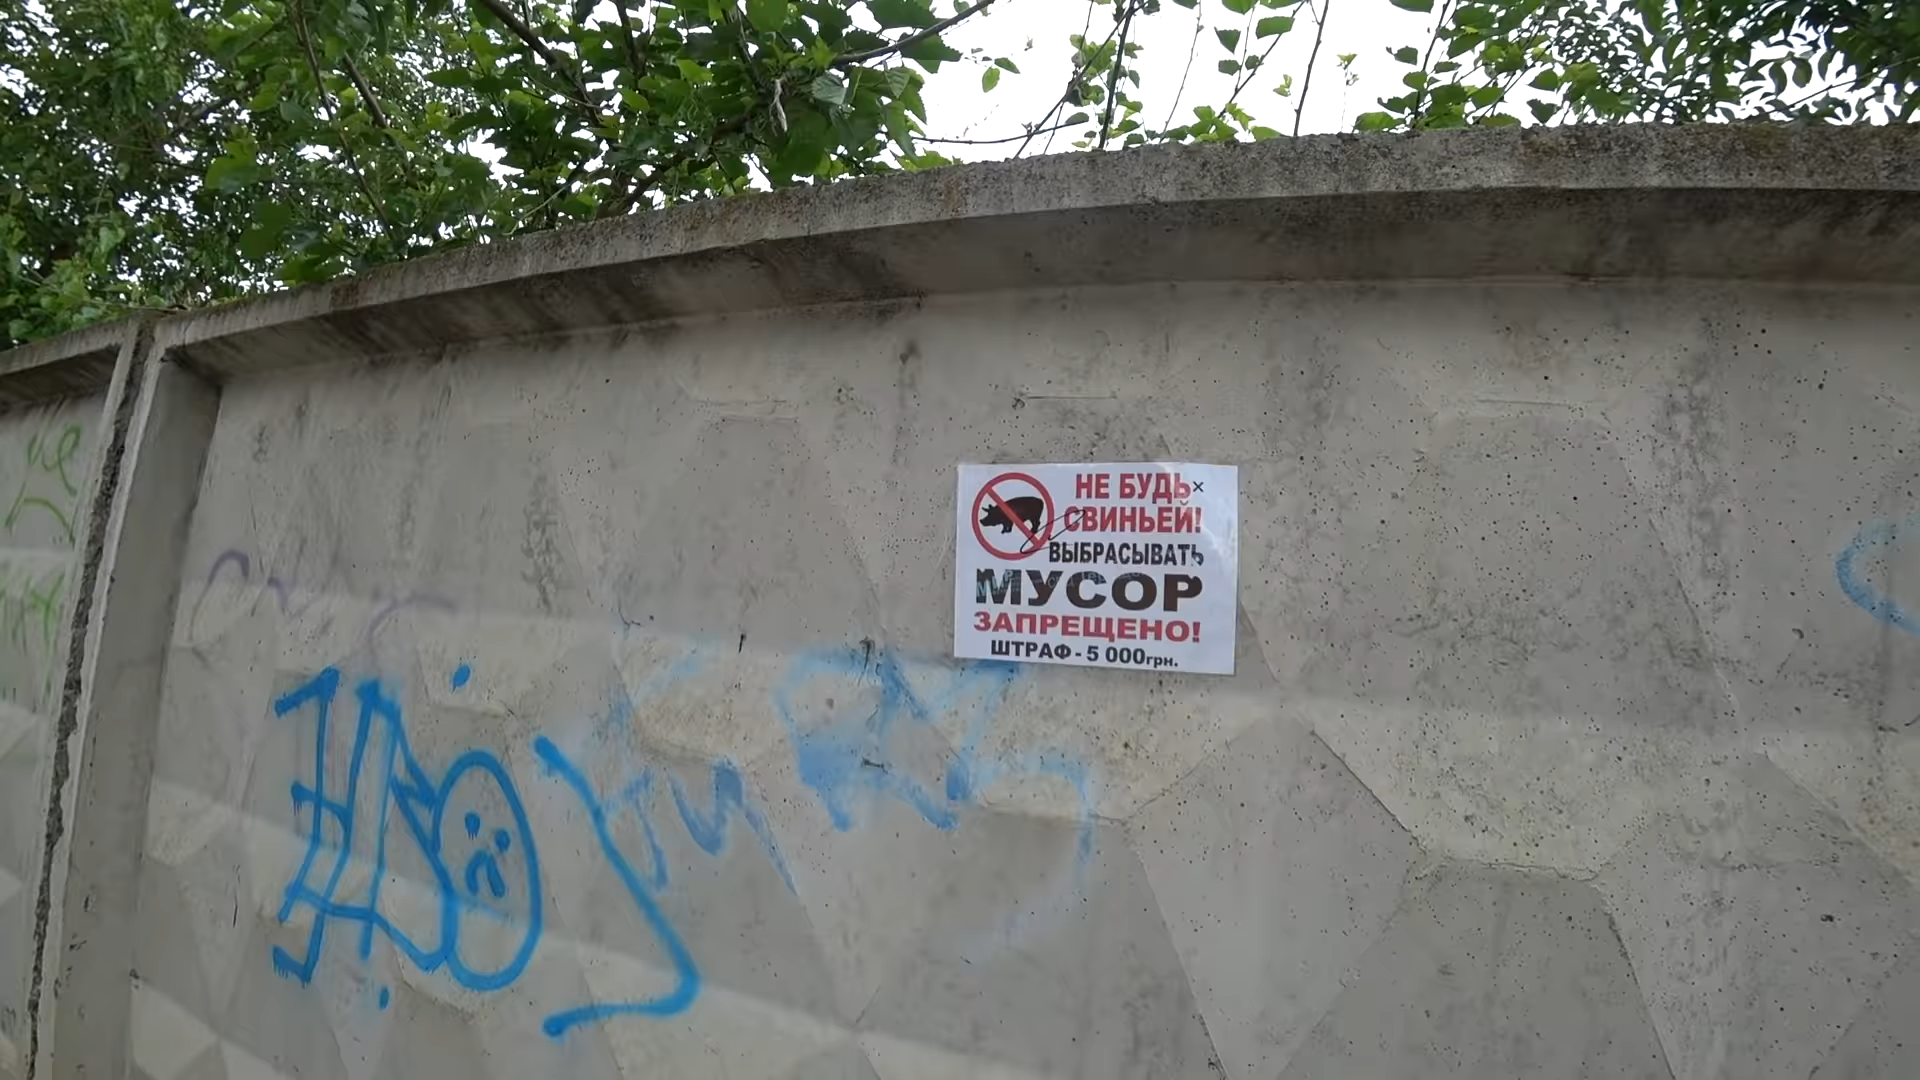 НЕ БУДЬ
СВИНЬЕЙ!
ВЫБРАСЫВАТЬ
МУСОР
ЗАПРЕЩЕНО!
ШТРАФ - 5 000грн.